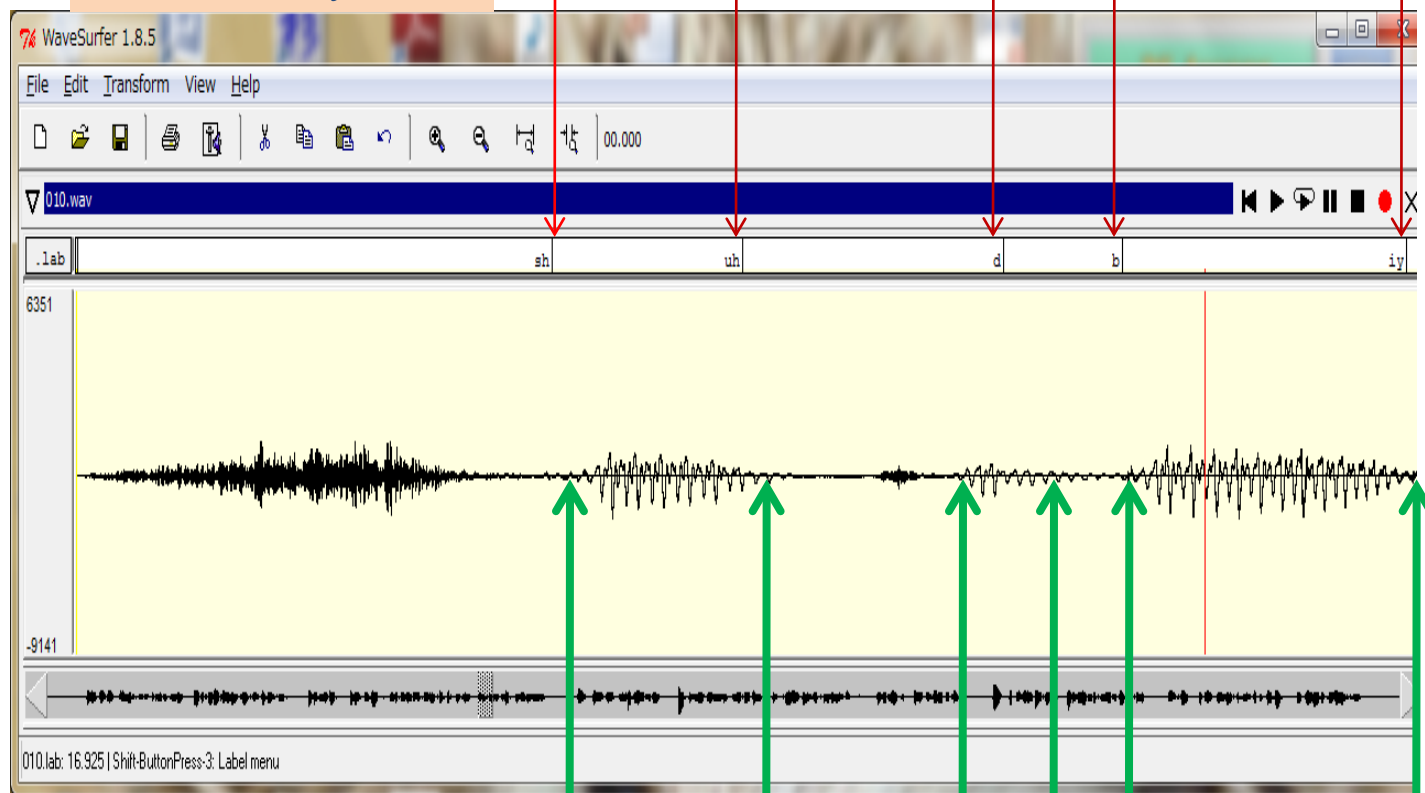 WaveSurfer 1.8.5
File Edit Transform View Help
00.000
010.wav
.lab sh uh d b iy
6351
-9141
010.lab: 16.925 | Shift-ButtonPress-3: Label menu